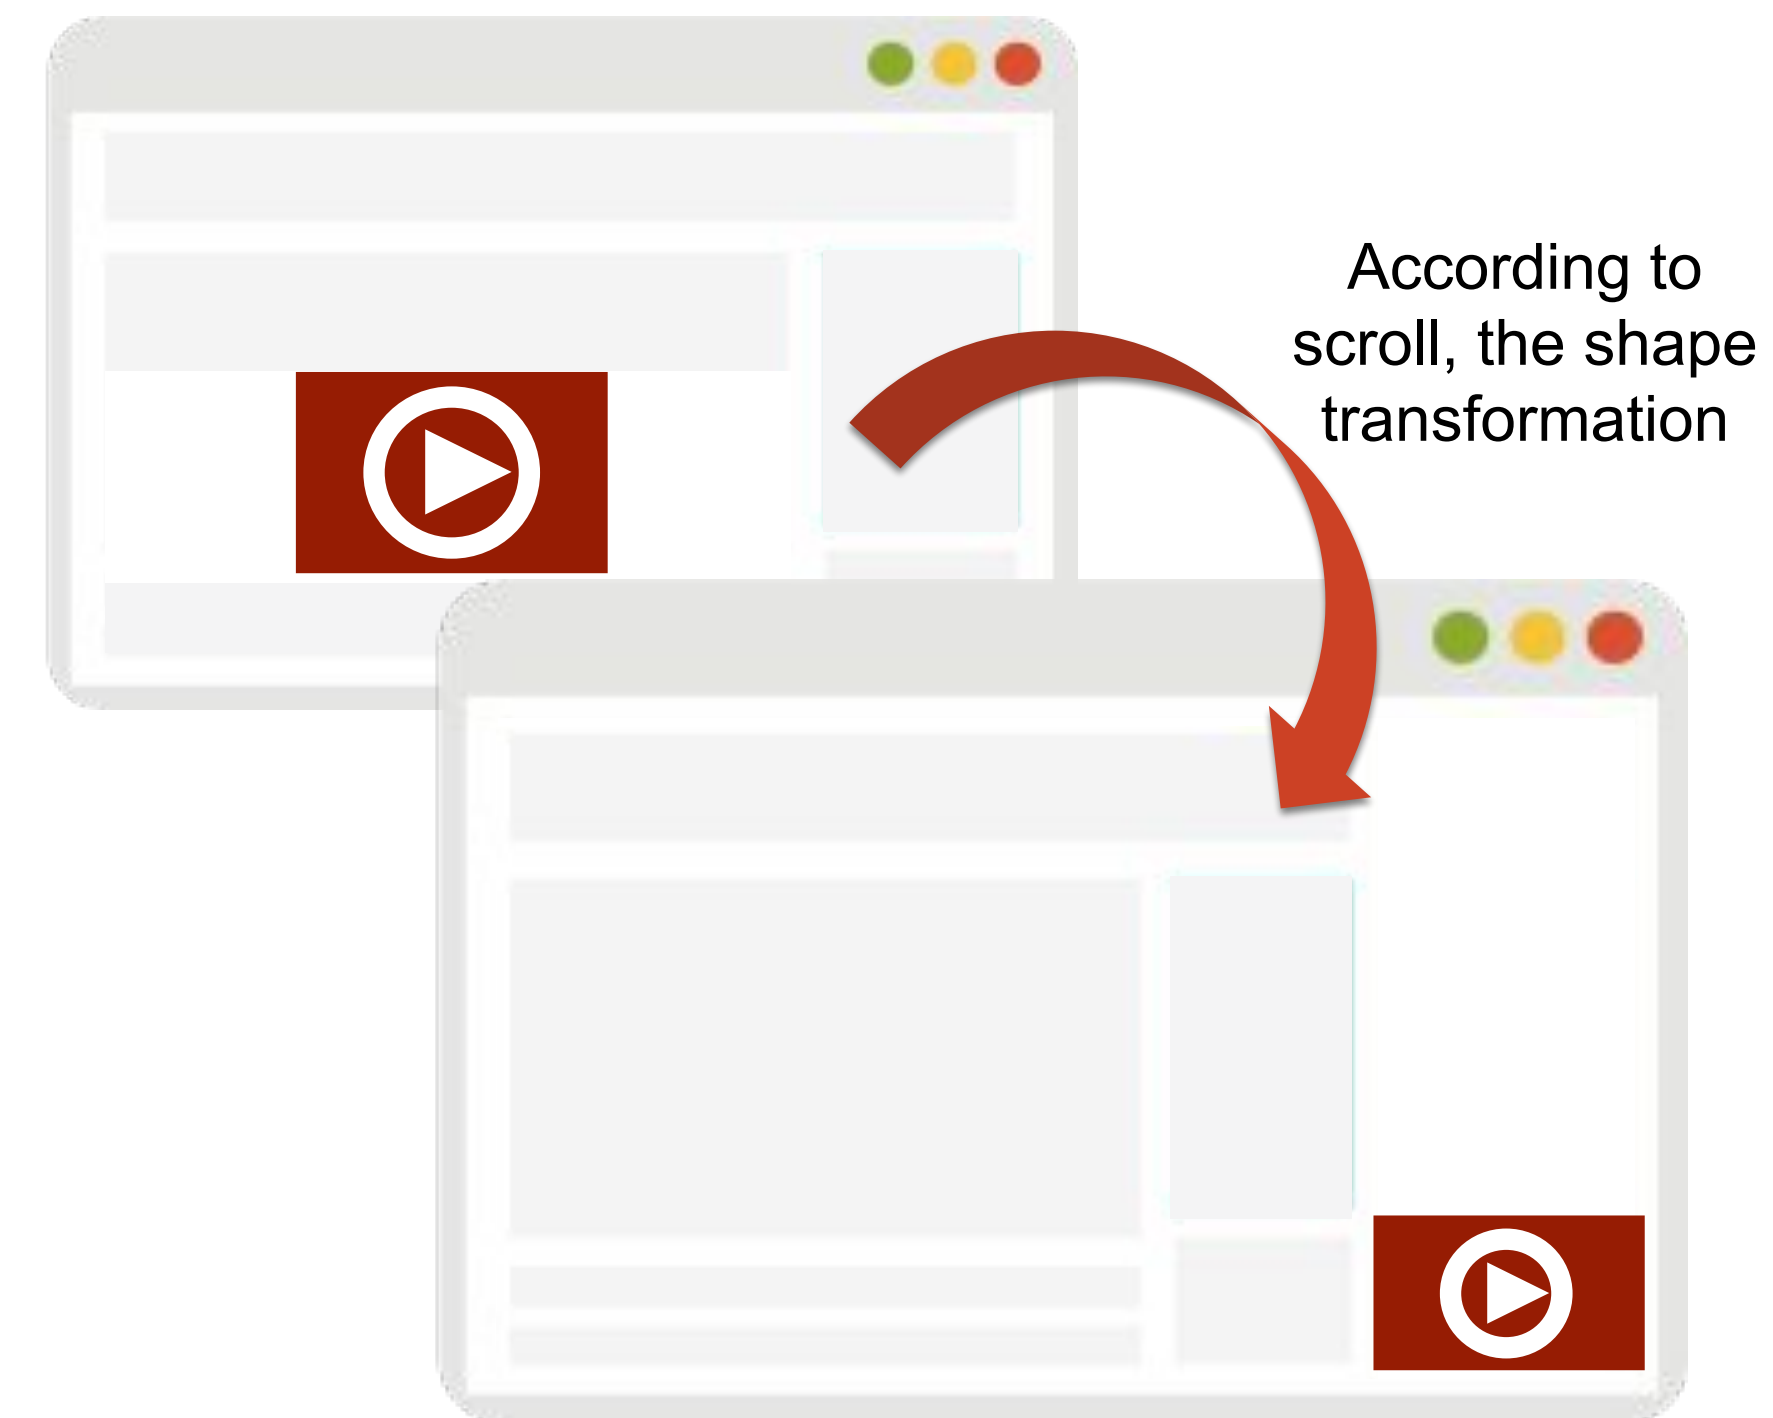 According to
scroll, the shape
transformation